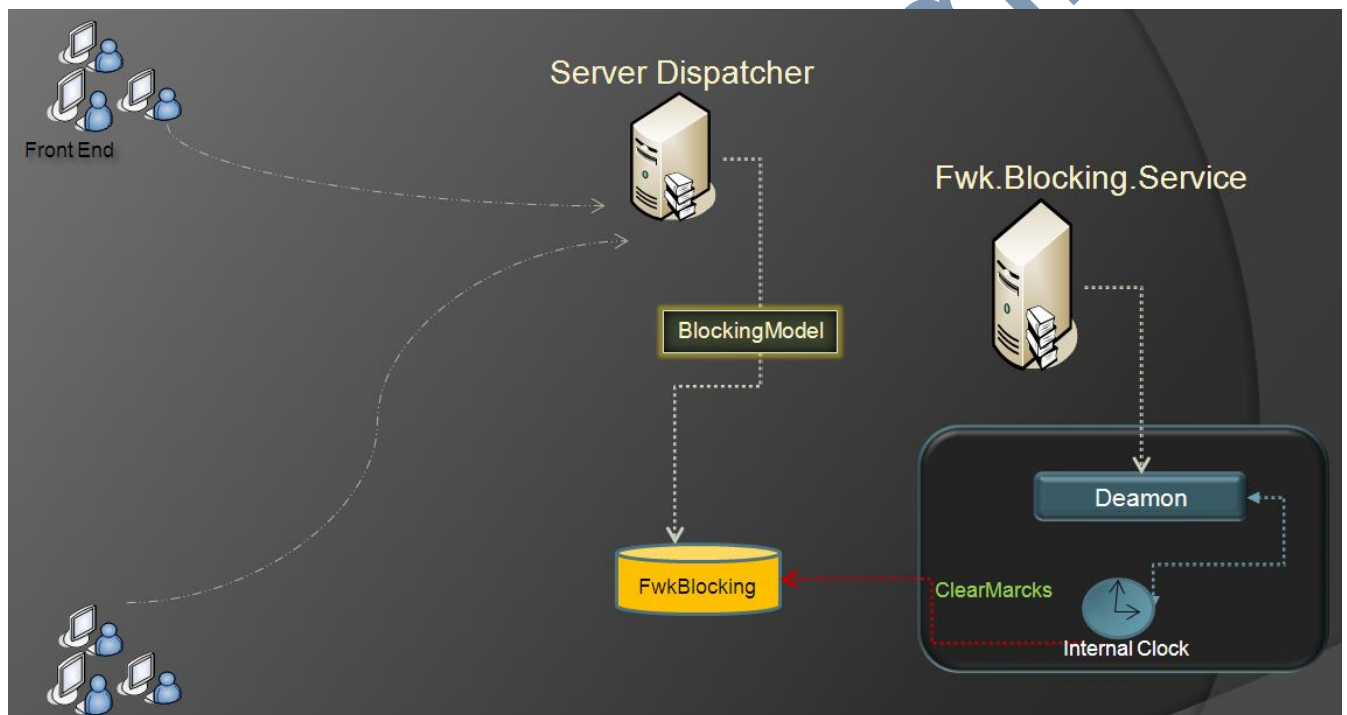 Server Dispatcher
Front End
Fwk.Blocking.Service
BlockingModel
Deamon
FwkBlocking
ClearMarcks
Internal Clock